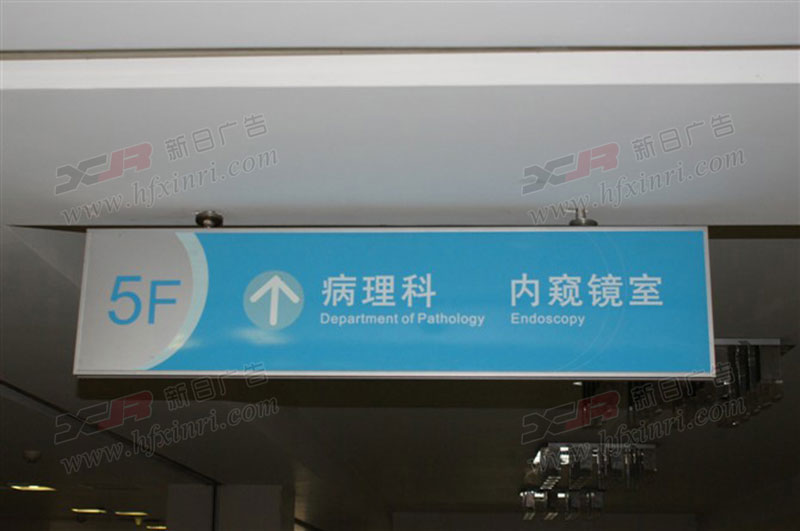 XJR 新日广告
www.hfxinri.com
XJR 新日广告
www.hfxinri.com
5F
病理科 内窥镜室
Department of Pathology Endoscopy
XJR 新日广告
www.hfxinri.com
XJR 新日广告
www.hfxinri.com